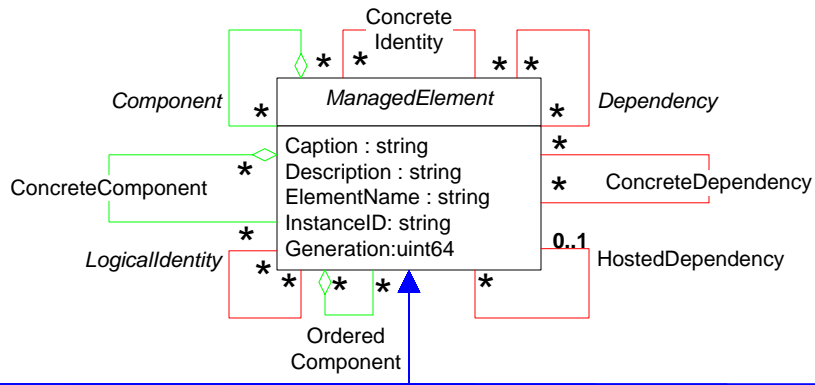 Concrete
Identity
* * * *
Component
ManagedElement
Dependency
* *
Caption : string
*
Description : string
*
ConcreteComponent
ElementName : string
*
ConcreteDependency
InstanceID: string
*
Generation:uint64
0..1
LogicalIdentity
HostedDependency
* * * * *
Ordered
Component